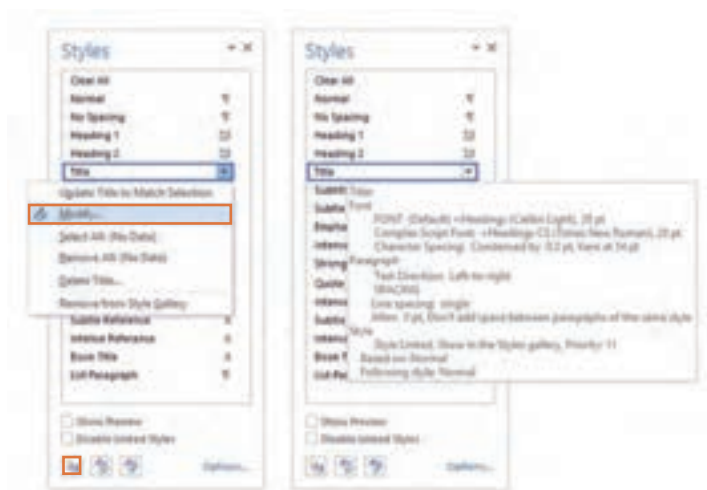 Styles
Clear All
Normal
No Spacing
Heading 1
Heading 2
Title
Update Title to Match Selection
Modify...
Select All: (No Data)
Remove All: (No Data)
Delete Title...
Remove from Style Gallery
Subtle Reference
Intense Reference
Book Title
List Paragraph
Show Preview
Disable Linked Styles
Options...
Styles
Clear All
Normal
No Spacing
Heading 1
Heading 2
Title
Title:
Font
FONT (Default) +Headings (Calibri Light), 28 pt
Complex Script Font: +Headings CS (Times New Roman), 28 pt
Character Spacing: Condensed by 0.5 pt, Kern at 14 pt
Paragraph
Text Direction: Left-to-right
SPACING
Line spacing: single
After: 0 pt, Don't add space between paragraphs of the same style
Style
Style Linked, Show in the Styles gallery, Priority: 11
Based on: Normal
Following style: Normal
Strong
Quote
Show Preview
Disable Linked Styles
Options...